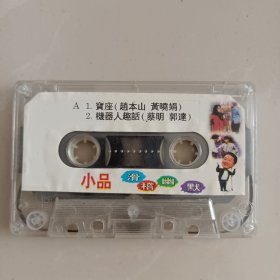 A 1. 寶座(趙本山 黃曉娟)
2. 機器人趣話(蔡明 郭達)
小品 滑稽幽默